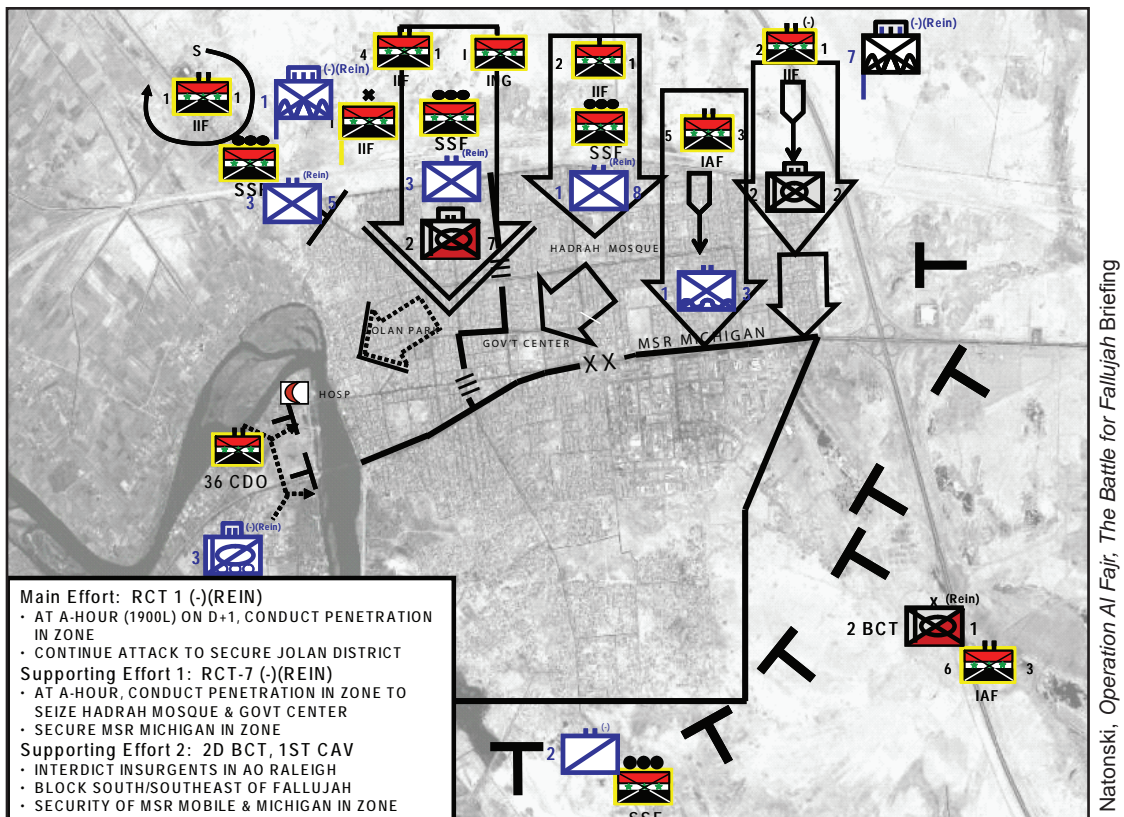 S
1 1
IIF
SSF
(-)(Rein)
1
(Rein)
3 5
IIF
4 1
IIF
I
ING
SSF
(Rein)
3
2 7
2 1
IIF
SSF
(Rein)
1 8
5 3
IAF
1 3
(-)
2 1
IIF
2 2
(-)(Rein)
7
HADRAH MOSQUE
OLAN PARK
GOV'T CENTER
MSR MICHIGAN
XX
HOSP
36 CDO
(-)(Rein)
3
X (Rein)
2 BCT 1
6 3
IAF
(-)
2
SSF
Main Effort: RCT 1 (-)(REIN)
• AT A-HOUR (1900L) ON D+1, CONDUCT PENETRATION
IN ZONE
• CONTINUE ATTACK TO SECURE JOLAN DISTRICT
Supporting Effort 1: RCT-7 (-)(REIN)
• AT A-HOUR, CONDUCT PENETRATION IN ZONE TO
SEIZE HADRAH MOSQUE & GOVT CENTER
• SECURE MSR MICHIGAN IN ZONE
Supporting Effort 2: 2D BCT, 1ST CAV
• INTERDICT INSURGENTS IN AO RALEIGH
• BLOCK SOUTH/SOUTHEAST OF FALLUJAH
• SECURITY OF MSR MOBILE & MICHIGAN IN ZONE
Natonski, Operation Al Fajr, The Battle for Fallujah Briefing